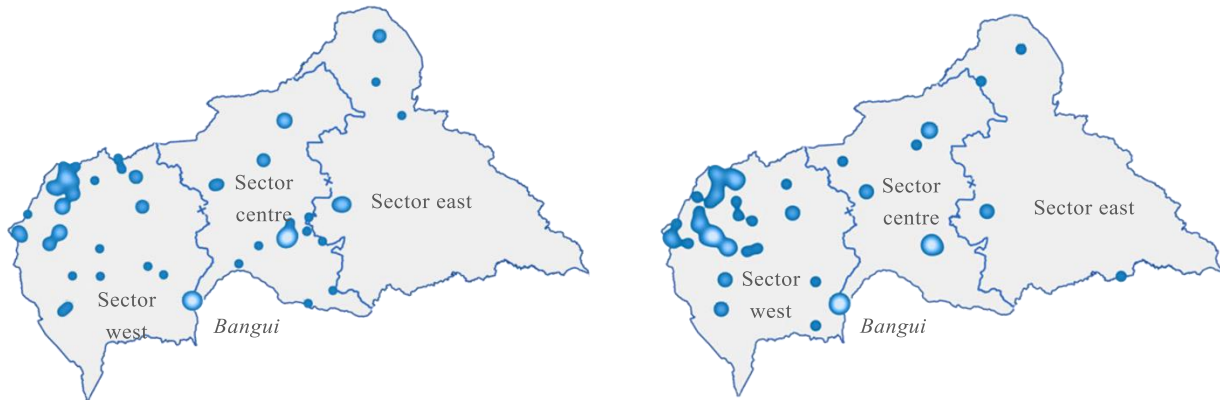 Sector
centre
Sector east
Sector
west
Bangui
Sector
centre
Sector east
Sector
west
Bangui